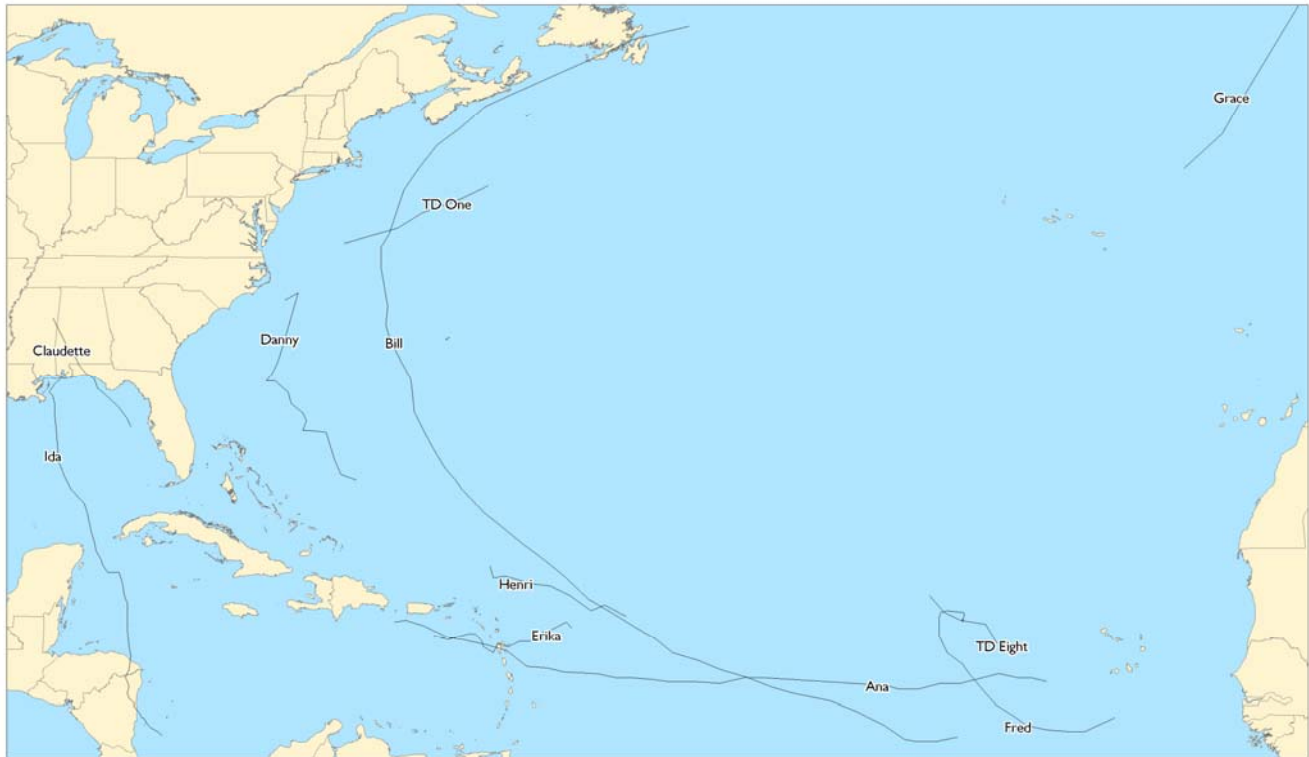 Grace
TD One
Danny
Bill
Claudette
Ida
Henri
Erika
TD Eight
Ana
Fred